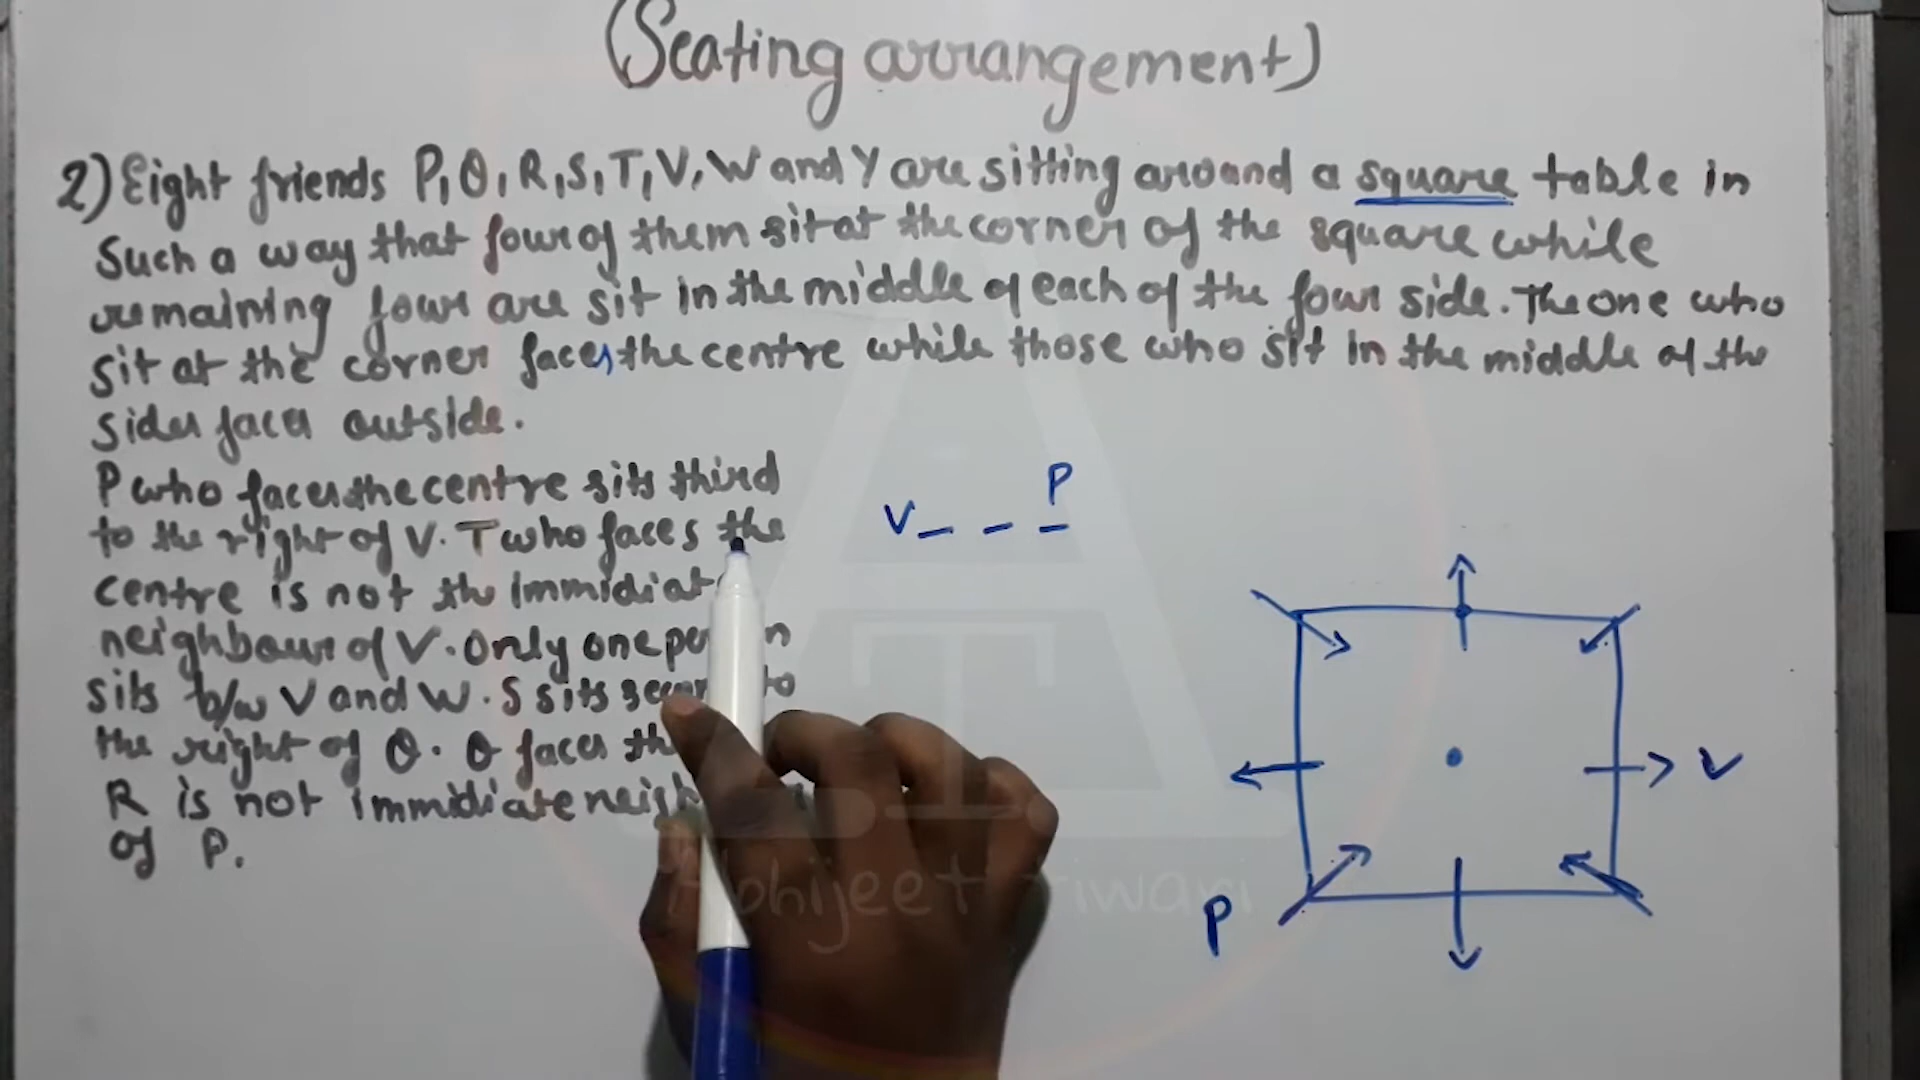 (Seating arrangement)
2) Eight friends P, Q, R, S, T, V, W and Y are sitting around a square table in
Such a way that four of them sit at the corner of the square while
remaining four are sit in the middle of each of the four side. The one who
sit at the corner faces the centre while those who sit in the middle of the
sides faces outside.
P who faces the centre sits third
to the right of V. T who faces the
centre is not the immidiat
neighbour of V. Only one
sits b/w V and W. S sits to
the right of Q. Q faces
R is not immidiate
of P.
P
V _ _ _
V
P
Abhijeet Tiwari